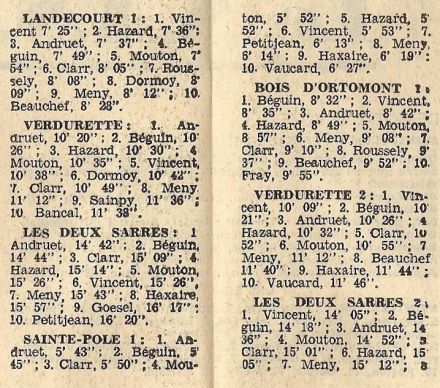 LANDECOURT 1 : 1. Vin-
cent 7' 25" ; 2. Hazard, 7' 36";
3. Andruet, 7' 37" ; 4. Bé-
guin, 7' 49" ; 5. Mouton, 7'
54" ; 6. Clarr, 8' 05" ; 7. Rous-
sely, 8' 08" ; 8. Dormoy, 8'
09" ; 9. Meny, 8' 12" ; 10.
Beauchef, 8' 28".
VERDURETTE : 1. An-
druet, 10' 20" ; 2. Béguin, 10'
26" ; 3. Hazard, 10' 30" ; 4.
Mouton, 10' 35" ; 5. Vincent,
10' 38" ; 6. Dormoy, 10' 42" ;
7. Clarr, 10' 49" ; 8. Meny
11' 12" ; 9. Sainpy, 11' 36" ;
10. Bancal, 11' 38"
LES DEUX SARRES : 1
Andruet, 14' 42" ; 2. Béguin,
14' 44" ; 3. Clarr, 15' 09" ; 4.
Hazard, 15' 14" ; 5. Mouton,
15' 26" ; 6. Vincent, 15' 26",
7. Meny, 15' 43" ; 8. Haxaire,
15' 57" ; 9. Goesel, 16' 17" ;
10. Petitjean, 16' 20".
SAINTE-POLE 1 : 1. An-
druet, 5' 43" ; 2. Béguin, 5'
45" ; 3. Clarr, 5' 50" ; 4. Mou-
ton, 5' 52" ; 5. Hazard, 5'
52" ; 6. Vincent, 5' 53" ; 7.
Petitjean, 6' 13" ; 8. Meny,
6' 14" ; 9. Haxaire, 6' 19" ;
10. Vaucard, 6' 27".
BOIS D'ORTOMONT :
1. Béguin, 8' 32" ; 2. Vincent,
8' 35" ; 3. Andruet, 8' 42" ;
4. Hazard, 8' 49" ; 5. Mouton,
8' 57" ; 6. Meny, 9' 08" ; 7.
Clarr, 9' 10" ; 8. Roussely, 9'
37" ; 9. Beauchef, 9' 52" ; 10.
Fray, 9' 55".
VERDURETTE 2 : 1. Vin-
cent, 10' 09" ; 2. Béguin, 10'
21" ; 3. Andruet, 10' 26" ; 4
Hazard, 10' 32" ; 5. Clarr, 10'
52" ; 6. Mouton, 10' 55" ; 7
Meny, 11' 12" ; 8. Beauchef
11' 40" ; 9. Haxaire, 11' 44" ;
10. Vaucard, 11' 46".
LES DEUX SARRES 2 :
1. Vincent, 14' 05" ; 2. Bé-
guin, 14' 18" ; 3. Andruet, 14'
36" ; 4. Mouton, 14' 52" ; 5.
Clarr, 15' 01" ; 6. Hazard, 15'
05" ; 7. Meny, 15' 12" ; 8